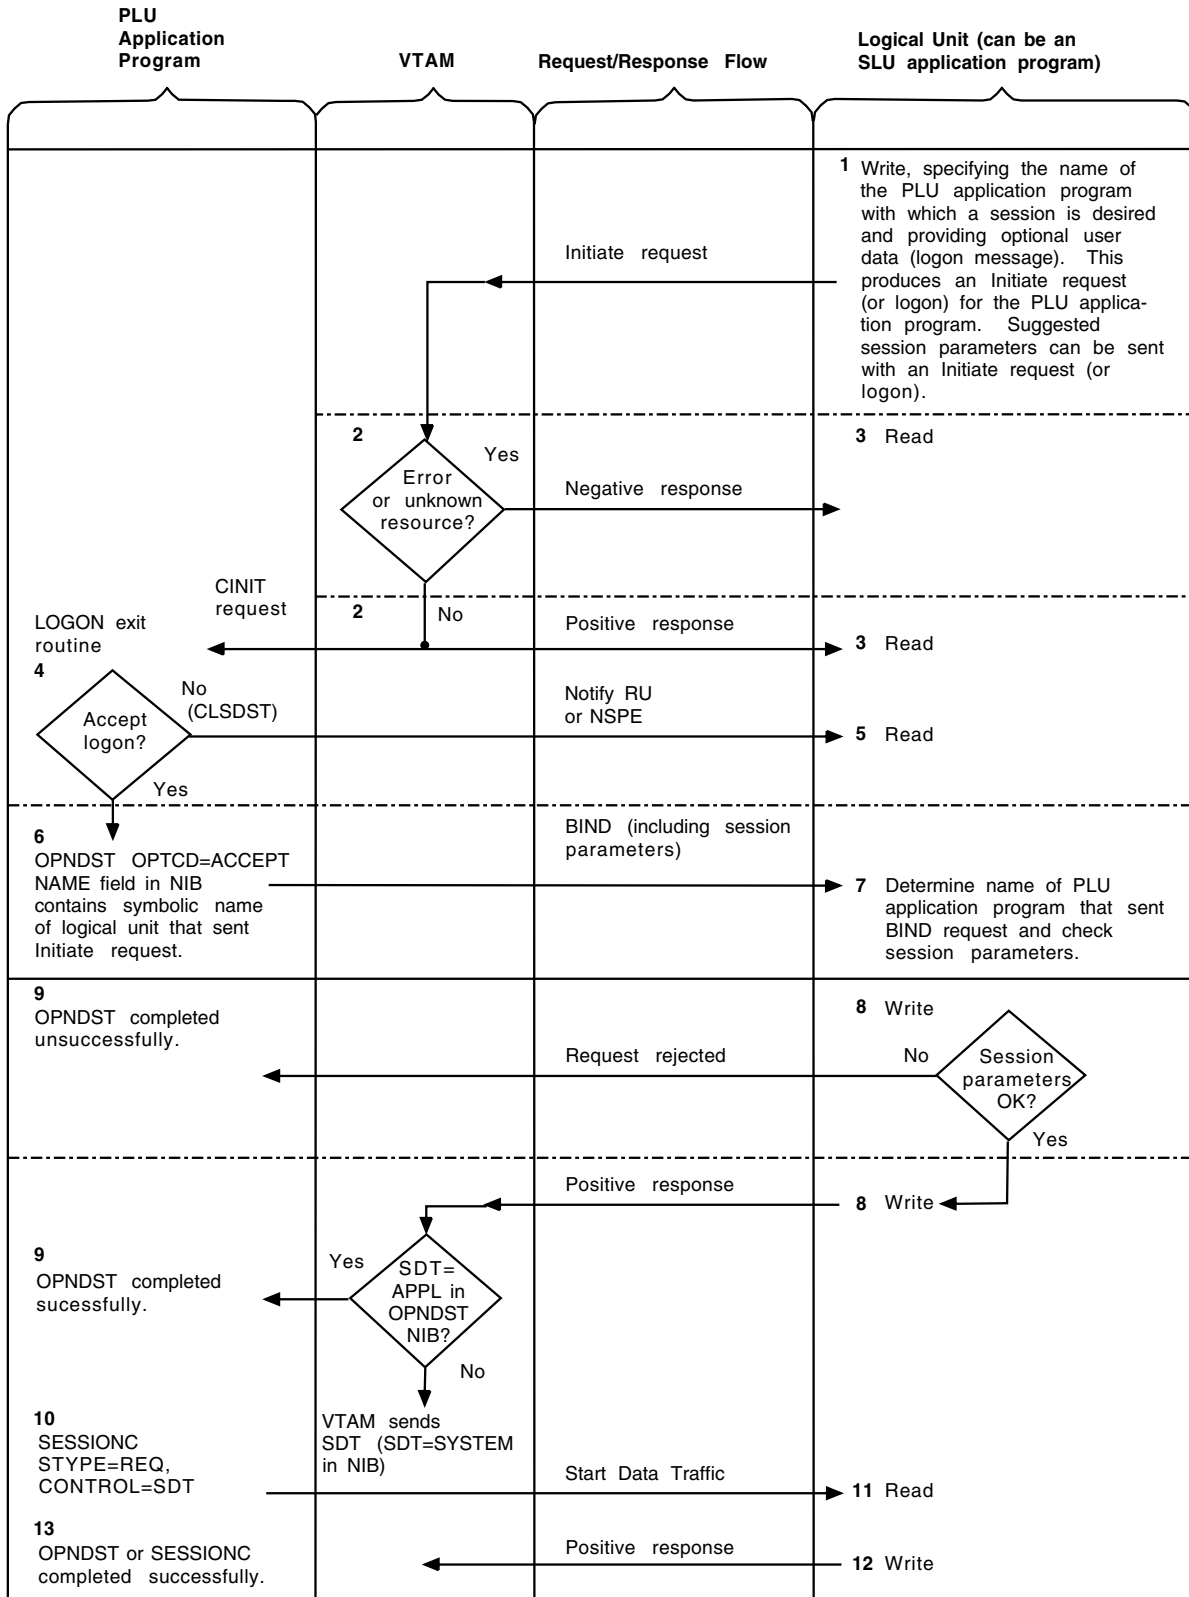 PLU
Application
Program
VTAM
Request/Response Flow
Logical Unit (can be an
SLU application program)
1 Write, specifying the name of
the PLU application program
with which a session is desired
and providing optional user
data (logon message). This
produces an Initiate request
(or logon) for the PLU applica-
tion program. Suggested
session parameters can be sent
with an Initiate request (or
logon).
Initiate request
2
Error
or unknown
resource?
Yes
Negative response
3 Read
CINIT
request
2
No
Positive response
3 Read
LOGON exit
routine
4
Accept
logon?
No
(CLSDST)
Notify RU
or NSPE
5 Read
Yes
6
OPNDST OPTCD=ACCEPT
NAME field in NIB
contains symbolic name
of logical unit that sent
Initiate request.
BIND (including session
parameters)
7 Determine name of PLU
application program that sent
BIND request and check
session parameters.
9
OPNDST completed
unsuccessfully.
Request rejected
8 Write
No
Session
parameters
OK?
Yes
Positive response
8 Write
9
OPNDST completed
sucessfully.
Yes
SDT=
APPL in
OPNDST
NIB?
No
10
SESSIONC
STYPE=REQ,
CONTROL=SDT
VTAM sends
SDT (SDT=SYSTEM
in NIB)
Start Data Traffic
11 Read
13
OPNDST or SESSIONC
completed successfully.
Positive response
12 Write